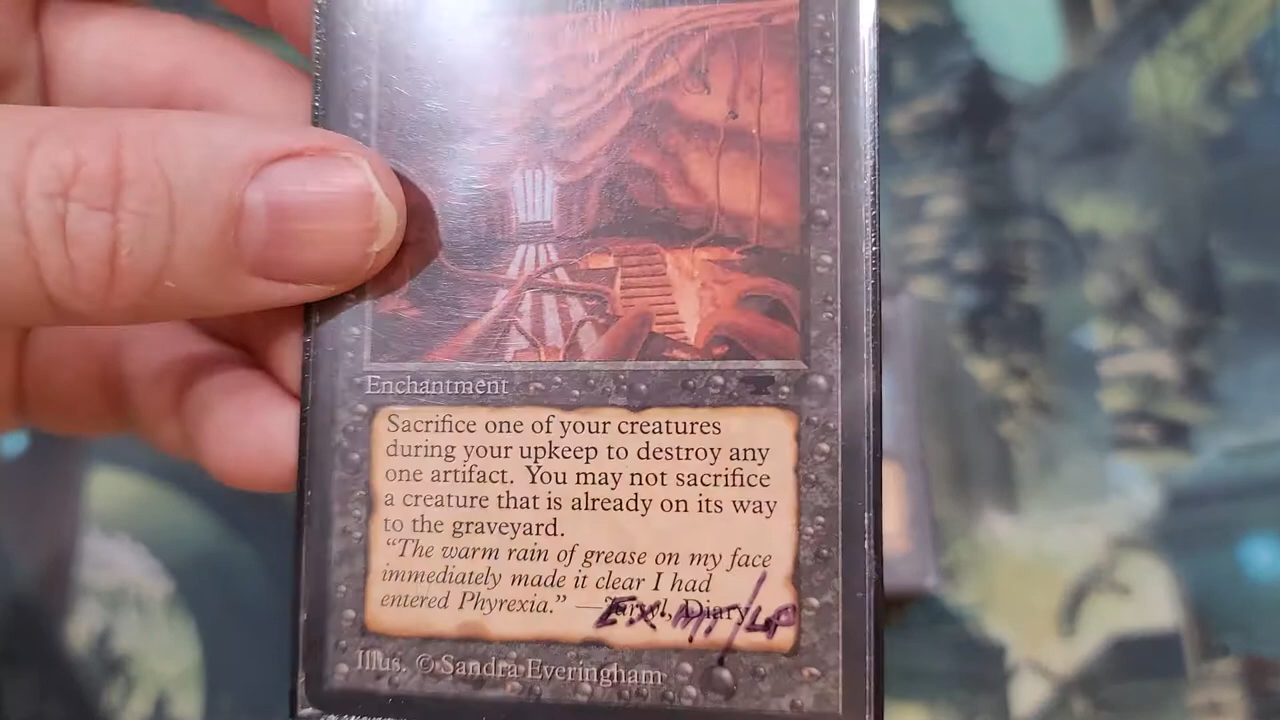 Enchantment
Sacrifice one of your creatures
during your upkeep to destroy any
one artifact. You may not sacrifice
a creature that is already on its way
to the graveyard.
“The warm rain of grease on my face
immediately made it clear I had
entered Phyrexia.” —Jarsyl, Diary
EX-MT/LP
Illus. © Sandra Everingham